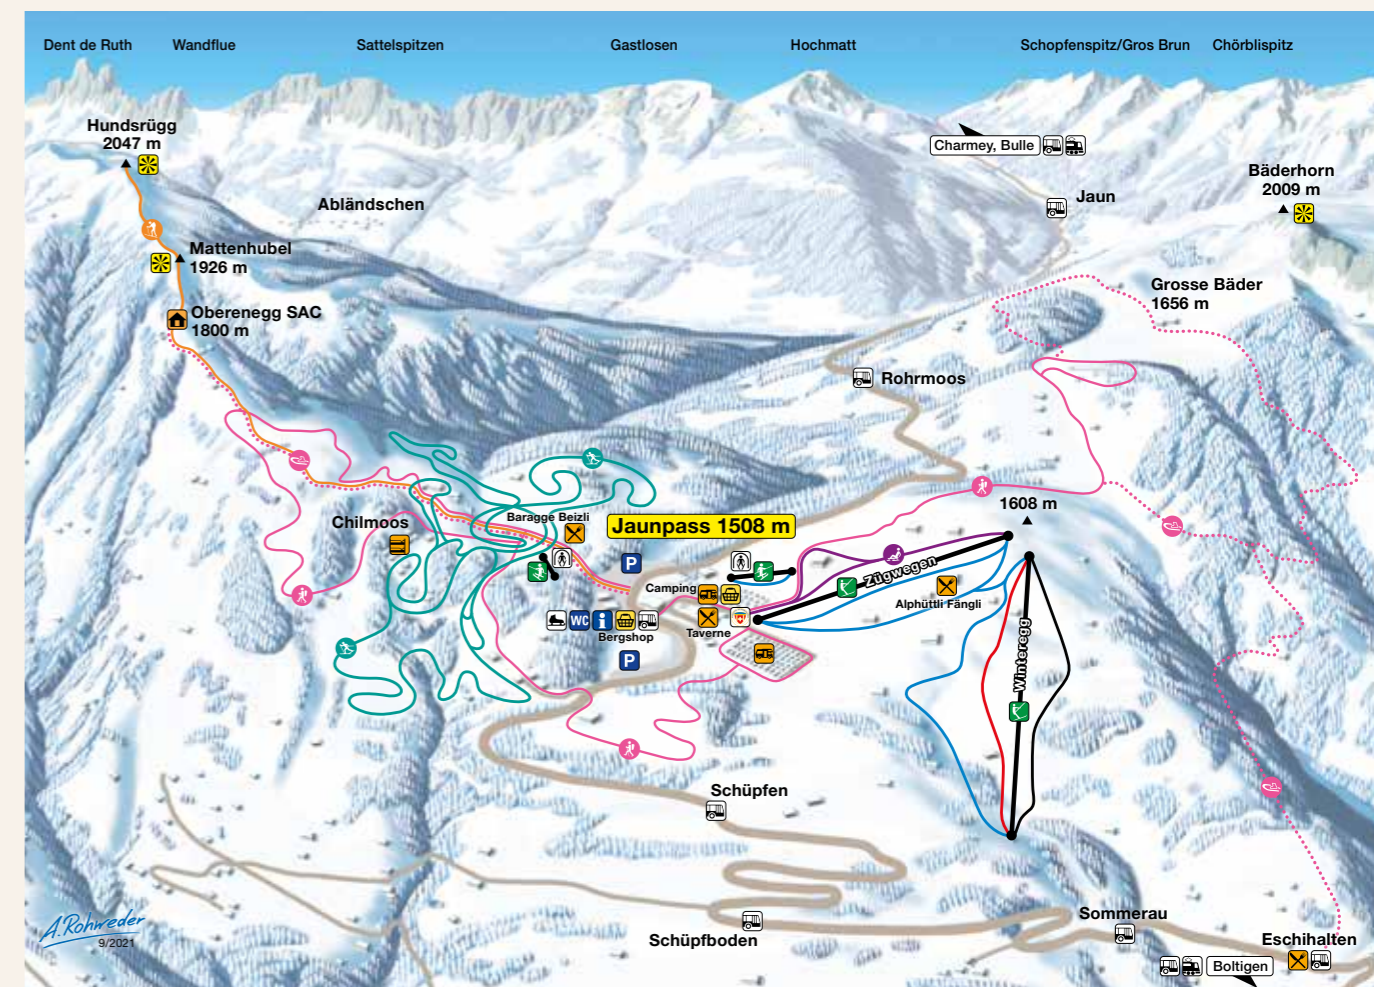 Dent de Ruth
Wandflue
Sattelspitzen
Gastlosen
Hochmatt
Schopfenspitz/Gros Brun
Chörblispitz
Hundsrügg
2047 m
Charmey, Bulle
Bäderhorn
2009 m
Jaun
Abländschen
Mattenhubel
1926 m
Grosse Bäder
1656 m
Oberenegg SAC
1800 m
Rohrmoos
1608 m
Chilmoos
Baragge Beizli
Jaunpass 1508 m
P
Zügwegen
Camping
Alphüttli Fängli
WC
i
Bergshop
Taverne
P
Winteregg
Schüpfen
Schüpfboden
Sommerau
Eschihalten
Boltigen
A. Rohweder
9/2021